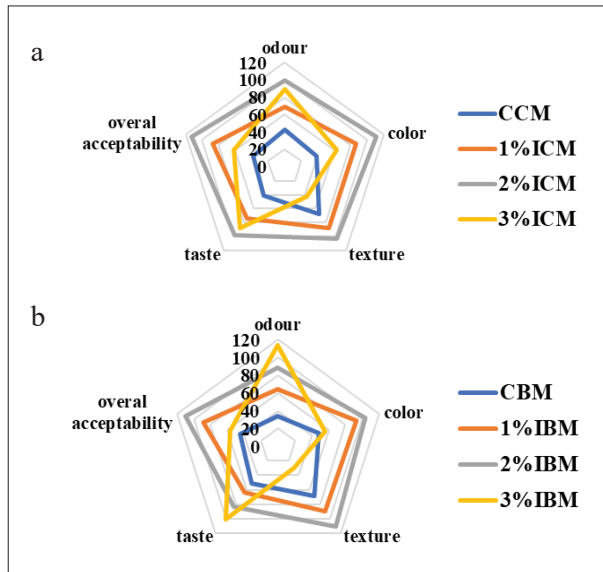 a
odour
120
100
80
60
40
20
0
color
texture
taste
overal
acceptability
CCM
1%ICM
2%ICM
3%ICM
b
odour
120
100
80
60
40
20
0
color
texture
taste
overal
acceptability
CBM
1%IBM
2%IBM
3%IBM